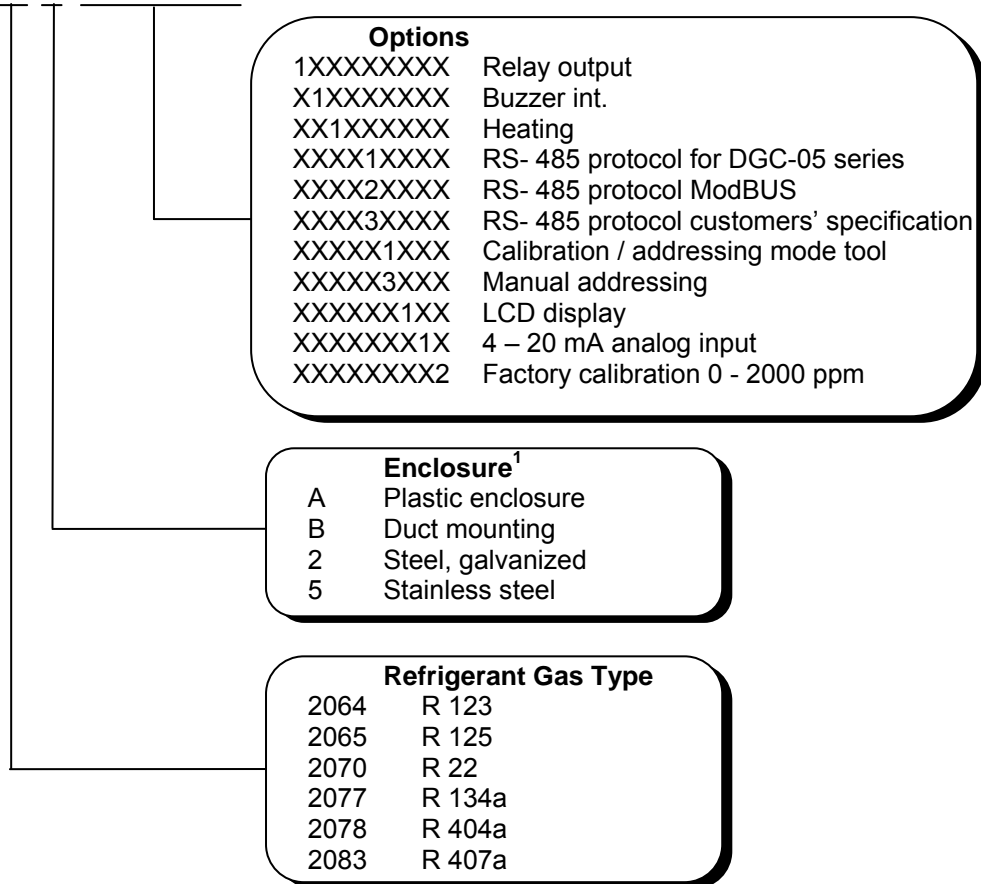 Options
1XXXXXXXX Relay output
X1XXXXXXX Buzzer int.
XX1XXXXXX Heating
XXXX1XXXX RS- 485 protocol for DGC-05 series
XXXX2XXXX RS- 485 protocol ModBUS
XXXX3XXXX RS- 485 protocol customers’ specification
XXXXX1XXX Calibration / addressing mode tool
XXXXX3XXX Manual addressing
XXXXXX1XX LCD display
XXXXXXX1X 4 – 20 mA analog input
XXXXXXXX2 Factory calibration 0 - 2000 ppm
Enclosure1
A Plastic enclosure
B Duct mounting
2 Steel, galvanized
5 Stainless steel
Refrigerant Gas Type
2064 R 123
2065 R 125
2070 R 22
2077 R 134a
2078 R 404a
2083 R 407a